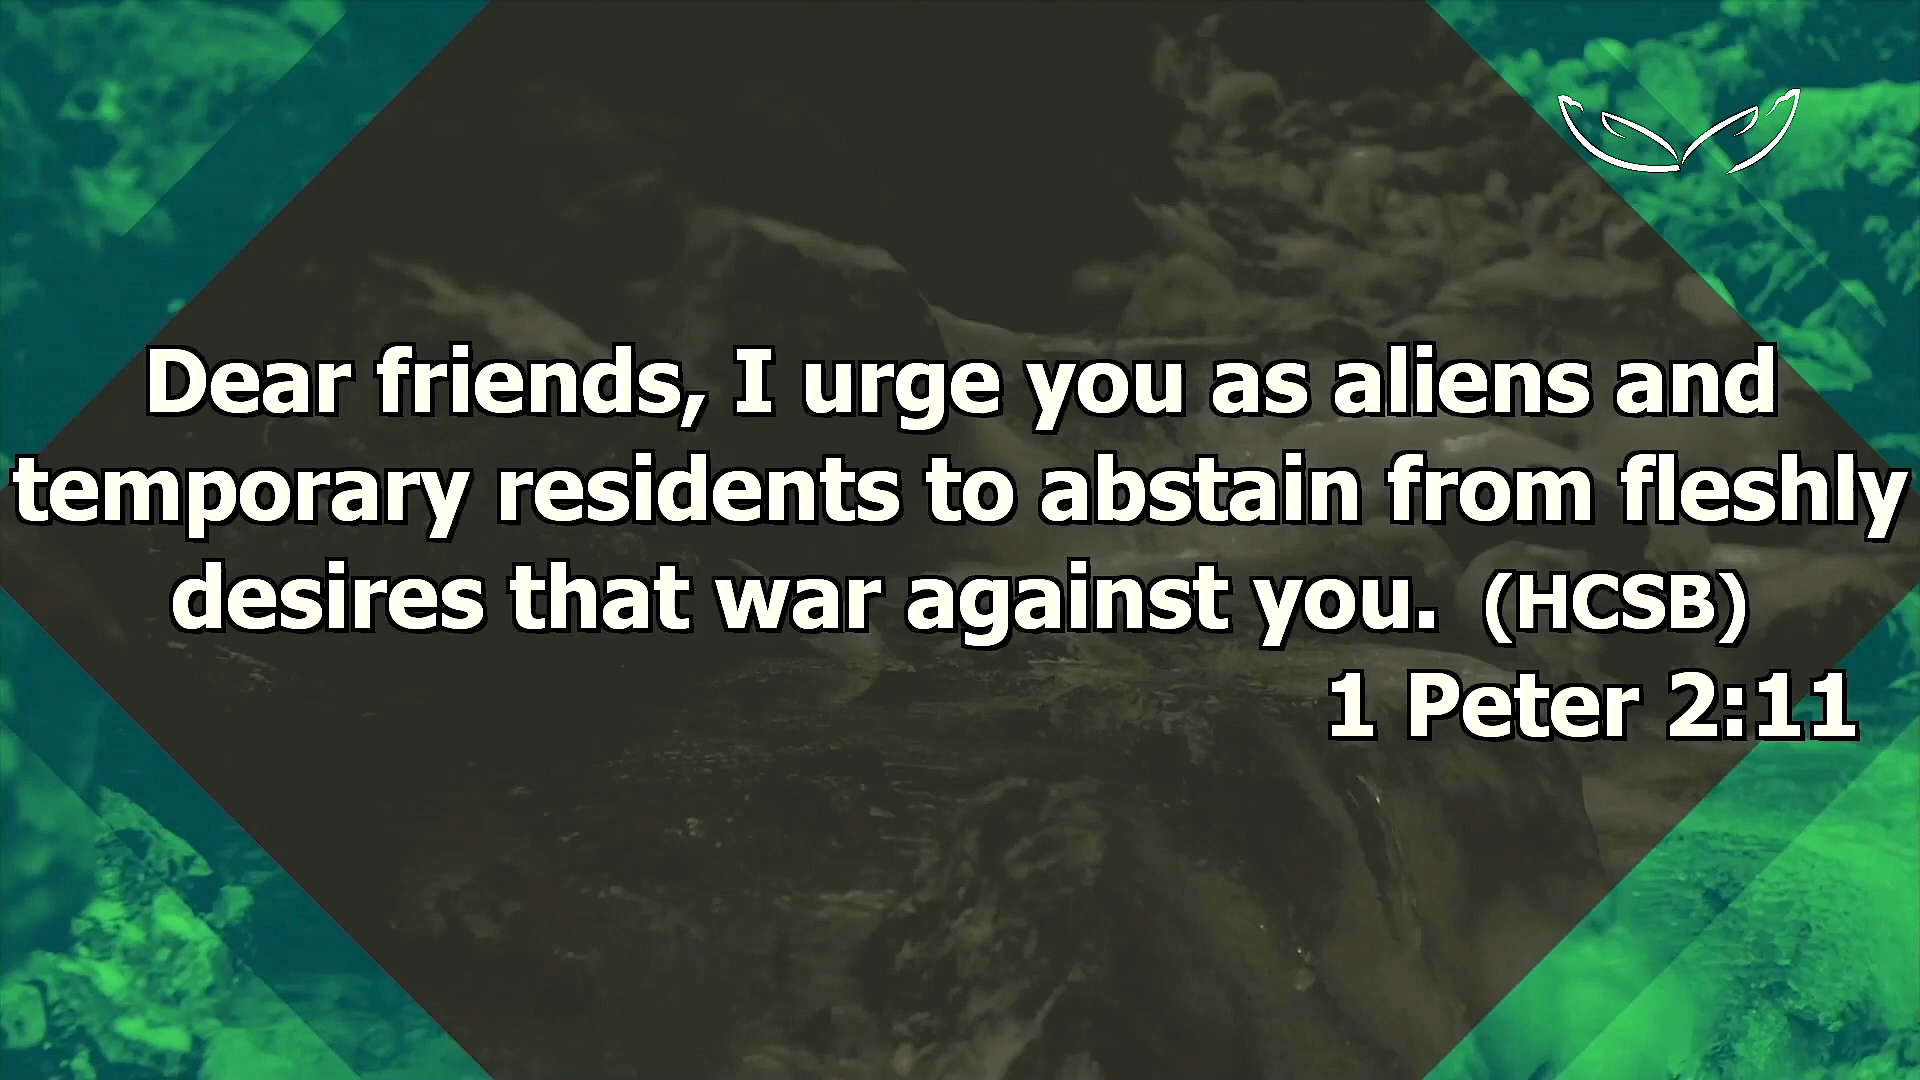 Dear friends, I urge you as aliens and
temporary residents to abstain from fleshly
desires that war against you. (HCSB)
1 Peter 2:11